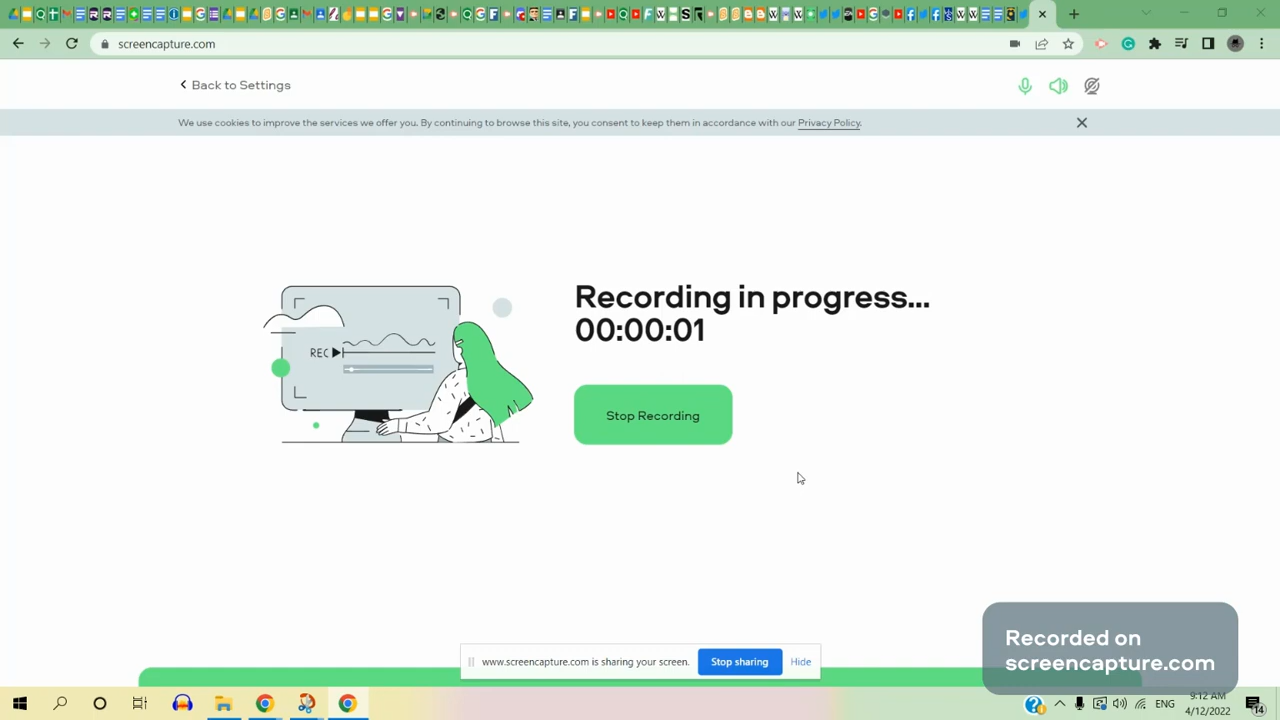 screencapture.com
Back to Settings
We use cookies to improve the services we offer you. By continuing to browse this site, you consent to keep them in accordance with our Privacy Policy.
Recording in progress...
00:00:01
REC
Stop Recording
www.screencapture.com is sharing your screen.
Stop sharing
Hide
Recorded on
screencapture.com
ENG
9:12 AM
4/12/2022
14